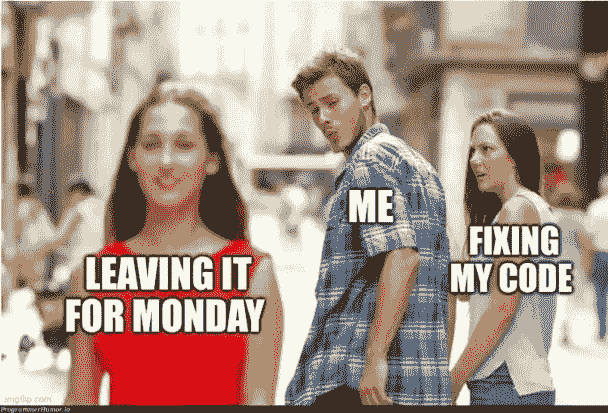 LEAVING IT
FOR MONDAY
ME
FIXING
MY CODE
imgflip.com
ProgrammerHumor.io